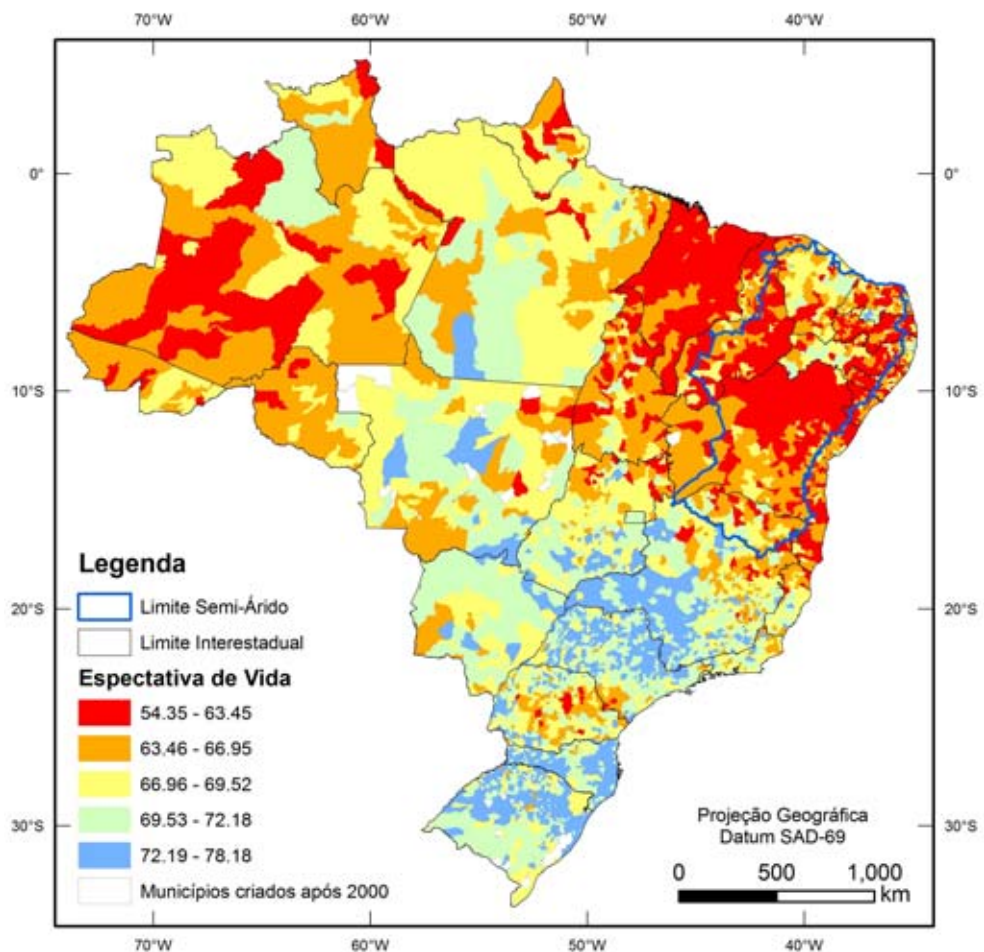 70°W 60°W 50°W 40°W
0° 0°
10°S 10°S
20°S 20°S
30°S 30°S
Legenda
Limite Semi-Árido
Limite Interestadual
Espectativa de Vida
54.35 - 63.45
63.46 - 66.95
66.96 - 69.52
69.53 - 72.18
72.19 - 78.18
Municípios criados após 2000
Projeção Geográfica
Datum SAD-69
0 500 1,000
km
70°W 60°W 50°W 40°W